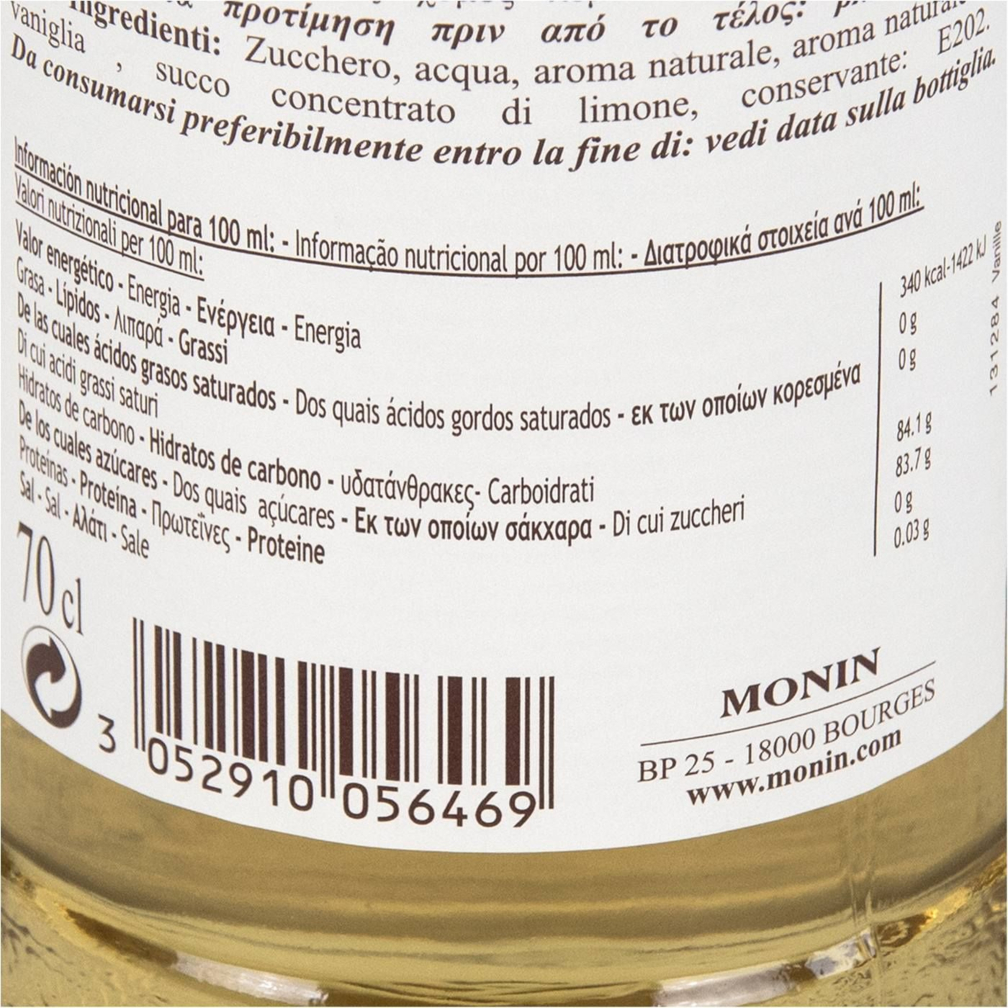 προτίμηση πριν από το τέλος:
Ingredienti: Zucchero, acqua, aroma naturale, aroma naturale
vaniglia, succo concentrato di limone, conservante: E202.
Da consumarsi preferibilmente entro la fine di: vedi data sulla bottiglia.
Información nutricional para 100 ml: - Informação nutricional por 100 ml: - Διατροφικά στοιχεία ανά 100 ml:
Valori nutrizionali per 100 ml:
Valor energético - Energia - Ενέργεια - Energia 340 kcal-1422 kJ
Grasa - Lípidos - Λιπαρά - Grassi 0 g
De las cuales ácidos grasos saturados - Dos quais ácidos gordos saturados - εκ των οποίων κορεσμένα 0 g
Di cui acidi grassi saturi
Hidratos de carbono - Hidratos de carbono - υδατάνθρακες- Carboidrati 84.1 g
De los cuales azúcares - Dos quais açúcares - Εκ των οποίων σάκχαρα - Di cui zuccheri 83.7 g
Proteínas - Proteína - Πρωτεΐνες - Proteine 0 g
Sal - Sal - Αλάτι - Sale 0.03 g
131284 Vanille
70 cl
3 052910 056469
MONIN
BP 25 - 18000 BOURGES
www.monin.com